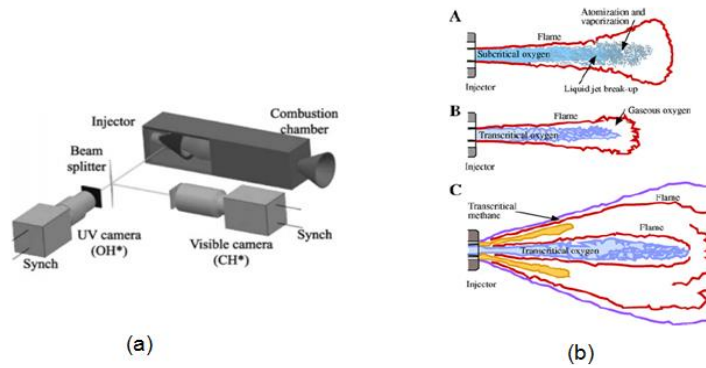 Injector
Combustion
chamber
Beam
splitter
UV camera
(OH*)
Visible camera
(CH*)
Synch
Synch
(a)
A
Atomization and
vaporization
Flame
Subcritical oxygen
Liquid jet break-up
Injector
B
Gaseous oxygen
Flame
Transcritical oxygen
Injector
C
Transcritical
methane
Flame
Flame
Transcritical oxygen
Injector
(b)